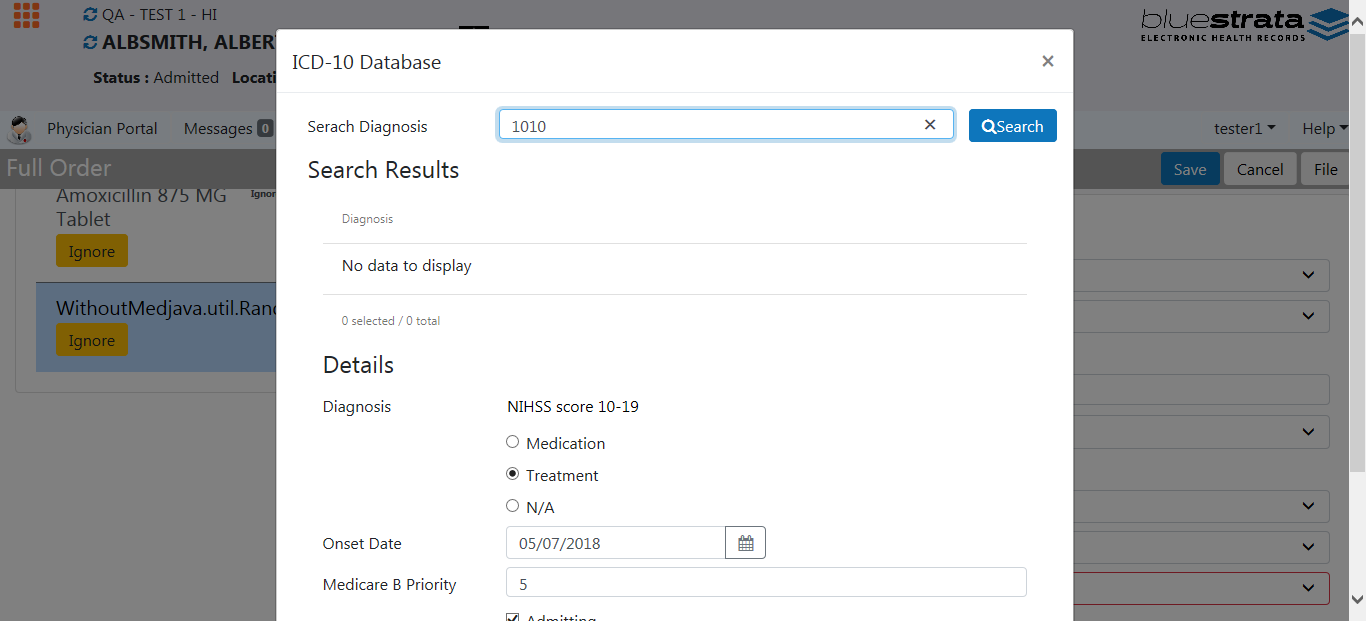 QA - TEST 1 - HI
ALBSMITH, ALBER
Status : Admitted Locati
bluestrata
ELECTRONIC HEALTH RECORDS
Physician Portal Messages 0
tester1 Help
Full Order
Save Cancel File
Amoxicillin 875 MG
Tablet
Ignor
Ignore
WithoutMedjava.util.Rand
Ignore
ICD-10 Database
×
Serach Diagnosis 1010 × Search
Search Results
Diagnosis
No data to display
0 selected / 0 total
Details
Diagnosis NIHSS score 10-19
Medication
Treatment
N/A
Onset Date 05/07/2018
Medicare B Priority 5
Admitting